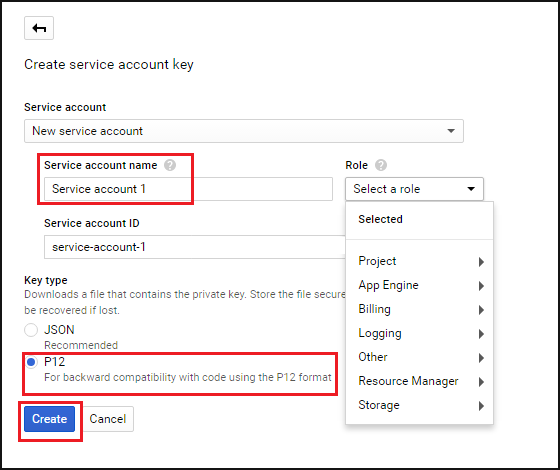 Create service account key
Service account
New service account
Service account name
Role
Service account 1
Select a role
Selected
Service account ID
service-account-1
Project
App Engine
Billing
Logging
Other
Resource Manager
Storage
Key type
Downloads a file that contains the private key. Store the file secure
be recovered if lost.
JSON
Recommended
P12
For backward compatibility with code using the P12 format
Create
Cancel